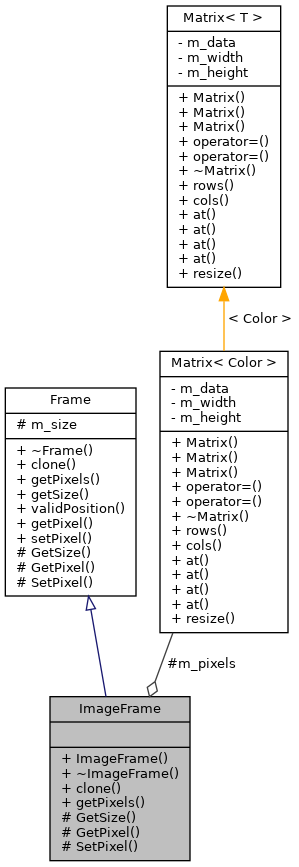 Matrix< T >
- m_data
- m_width
- m_height
+ Matrix()
+ Matrix()
+ Matrix()
+ operator=()
+ operator=()
+ ~Matrix()
+ rows()
+ cols()
+ at()
+ at()
+ at()
+ at()
+ resize()
< Color >
Matrix< Color >
- m_data
- m_width
- m_height
+ Matrix()
+ Matrix()
+ Matrix()
+ operator=()
+ operator=()
+ ~Matrix()
+ rows()
+ cols()
+ at()
+ at()
+ at()
+ at()
+ resize()
Frame
# m_size
+ ~Frame()
+ clone()
+ getPixels()
+ getSize()
+ validPosition()
+ getPixel()
+ setPixel()
# GetSize()
# GetPixel()
# SetPixel()
#m_pixels
ImageFrame
+ ImageFrame()
+ ~ImageFrame()
+ clone()
+ getPixels()
# GetSize()
# GetPixel()
# SetPixel()